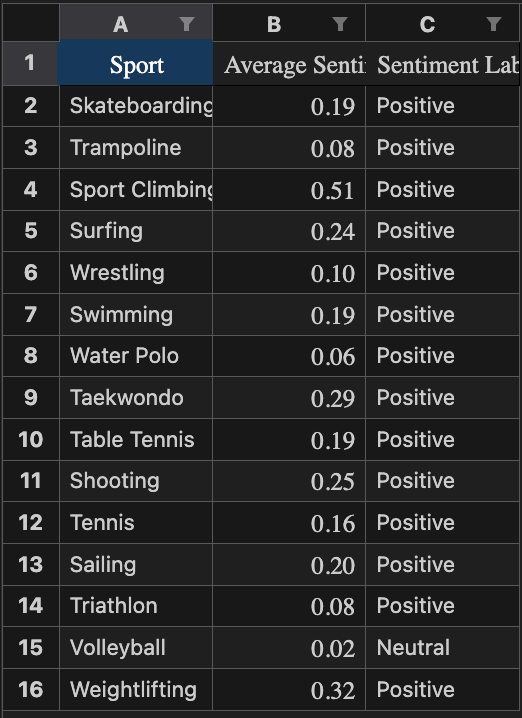 A B C
1 Sport Average Senti Sentiment Lab
2 Skateboarding 0.19 Positive
3 Trampoline 0.08 Positive
4 Sport Climbing 0.51 Positive
5 Surfing 0.24 Positive
6 Wrestling 0.10 Positive
7 Swimming 0.19 Positive
8 Water Polo 0.06 Positive
9 Taekwondo 0.29 Positive
10 Table Tennis 0.19 Positive
11 Shooting 0.25 Positive
12 Tennis 0.16 Positive
13 Sailing 0.20 Positive
14 Triathlon 0.08 Positive
15 Volleyball 0.02 Neutral
16 Weightlifting 0.32 Positive